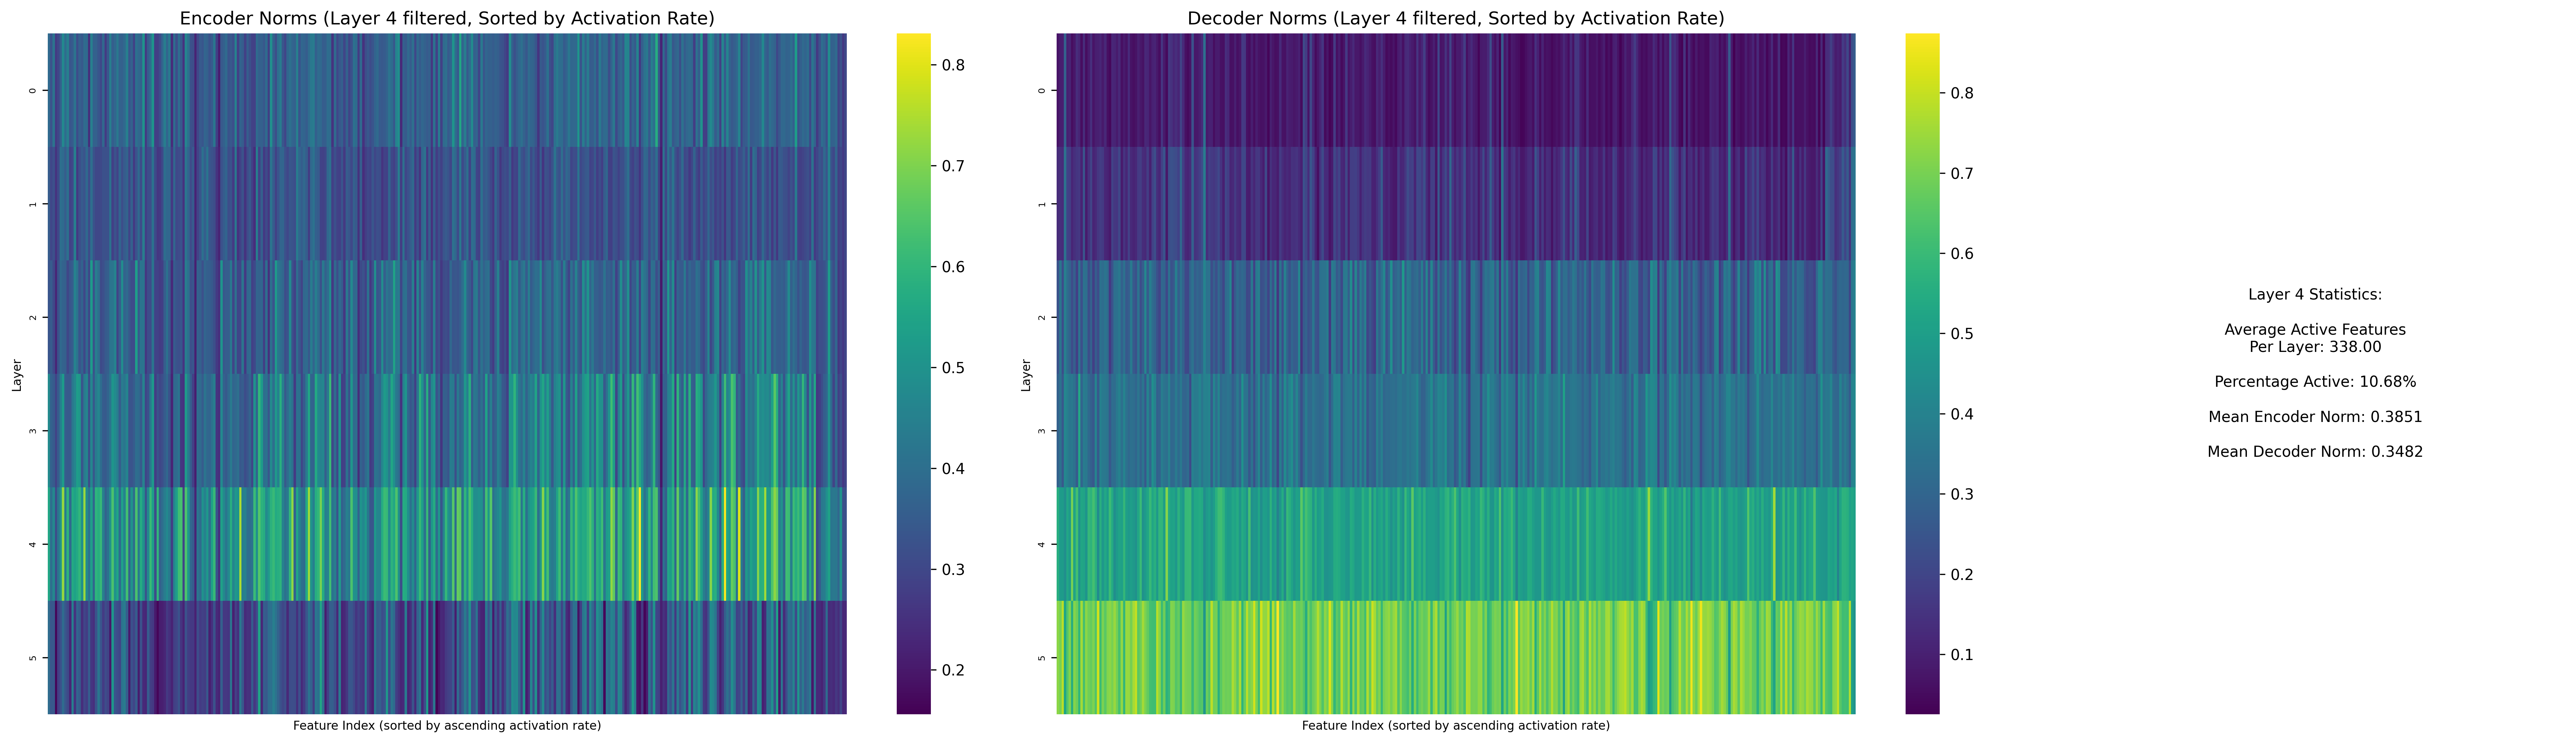 Encoder Norms (Layer 4 filtered, Sorted by Activation Rate)
Layer
0
1
2
3
4
5
Feature Index (sorted by ascending activation rate)
0.8
0.7
0.6
0.5
0.4
0.3
0.2
Decoder Norms (Layer 4 filtered, Sorted by Activation Rate)
Layer
0
1
2
3
4
5
Feature Index (sorted by ascending activation rate)
0.8
0.7
0.6
0.5
0.4
0.3
0.2
0.1
Layer 4 Statistics:
Average Active Features
Per Layer: 338.00
Percentage Active: 10.68%
Mean Encoder Norm: 0.3851
Mean Decoder Norm: 0.3482